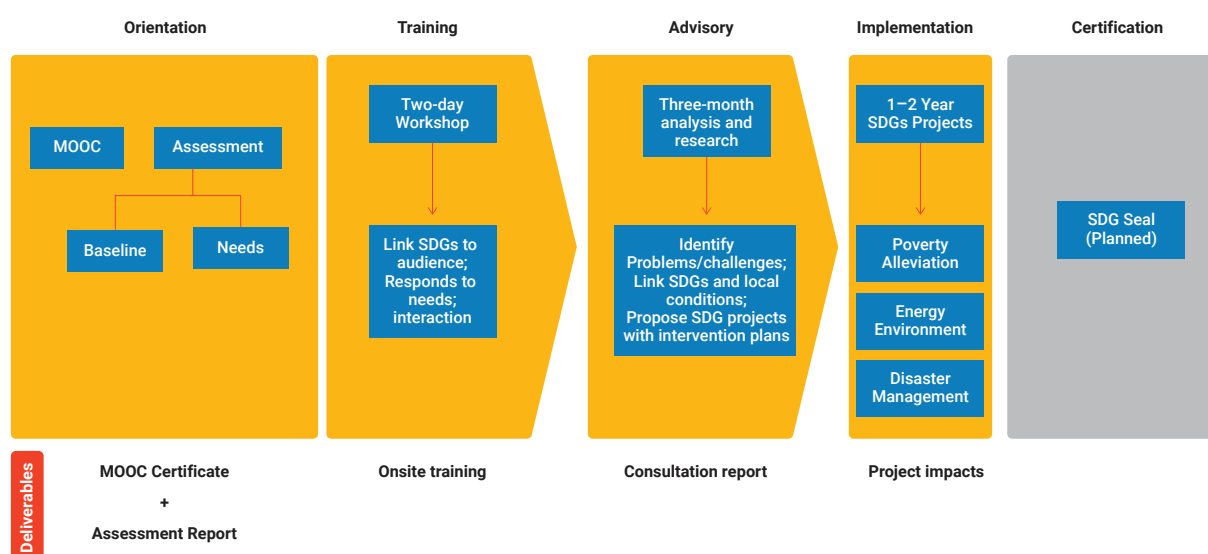 Orientation
Training
Advisory
Implementation
Certification
MOOC
Assessment
Baseline
Needs
Two-day
Workshop
Link SDGs to
audience;
Responds to
needs;
interaction
Three-month
analysis and
research
Identify
Problems/challenges;
Link SDGs and local
conditions;
Propose SDG projects
with intervention plans
1–2 Year
SDGs Projects
Poverty
Alleviation
Energy
Environment
Disaster
Management
SDG Seal
(Planned)
Deliverables
MOOC Certificate
+
Assessment Report
Onsite training
Consultation report
Project impacts